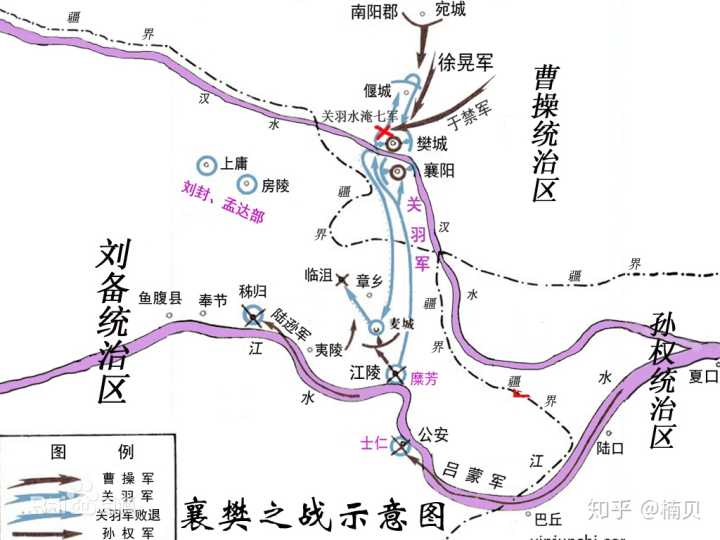 南阳郡
宛城
疆
界
徐晃军
偃城
曹操统治区
汉
水
关羽水淹七军
于禁军
樊城
上庸
房陵
刘封、孟达部
襄阳
疆
界
关羽军
汉
水
刘备统治区
临沮
章乡
疆
界
疆
界
鱼腹县
奉节
秭归
陆逊军
夷陵
麦城
孙权统治区
江
水
江陵
糜芳
疆
界
夏口
水
江
士仁
公安
陆口
吕蒙军
图 例
曹操军
关羽军
关羽军败退
孙权军
襄樊之战示意图
巴丘
知乎 @楠贝